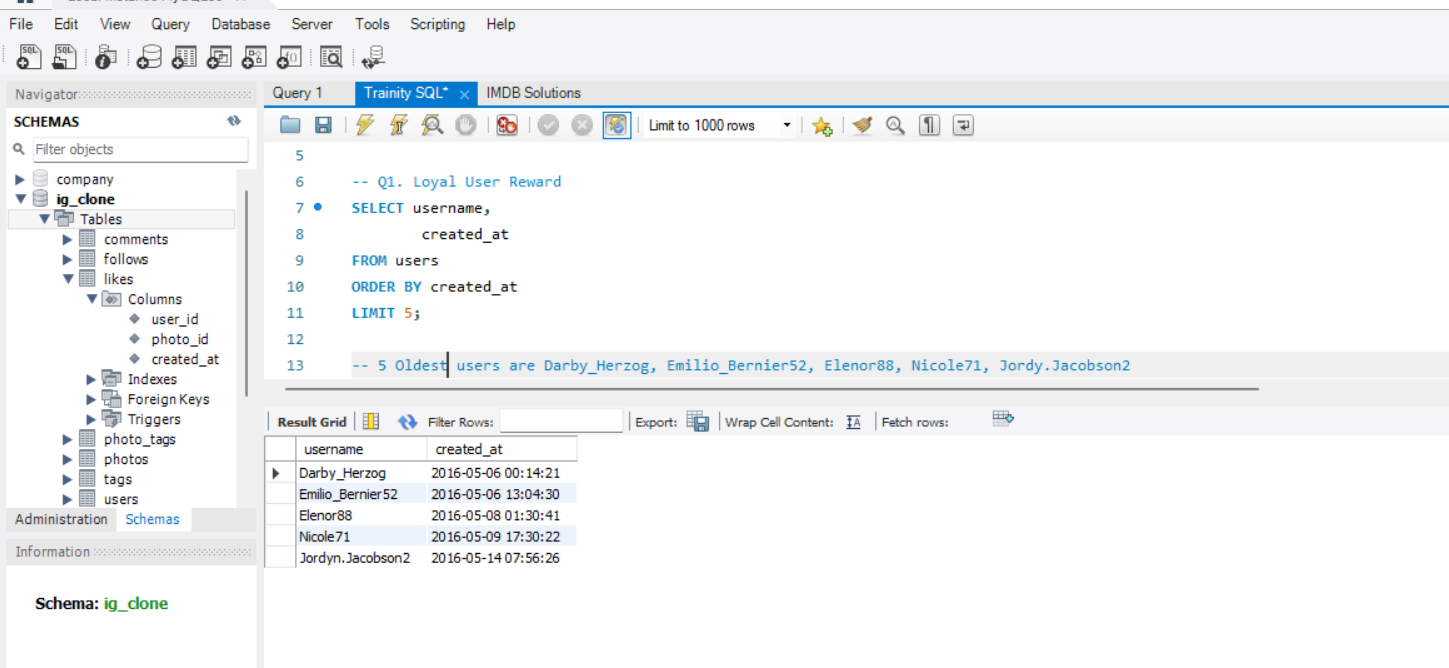 File Edit View Query Database Server Tools Scripting Help
Navigator
SCHEMAS
Filter objects
company
ig_clone
Tables
comments
follows
likes
Columns
user_id
photo_id
created_at
Indexes
Foreign Keys
Triggers
photo_tags
photos
tags
users
Administration Schemas
Information
Schema: ig_clone
Query 1 Trainity SQL* IMDB Solutions
Limit to 1000 rows
5
6 -- Q1. Loyal User Reward
7 SELECT username,
8 created_at
9 FROM users
10 ORDER BY created_at
11 LIMIT 5;
12
13 -- 5 Oldest users are Darby_Herzog, Emilio_Bernier52, Elenor88, Nicole71, Jordy.Jacobson2
Result Grid Filter Rows: Export: Wrap Cell Content: Fetch rows:
username created_at
Darby_Herzog 2016-05-06 00:14:21
Emilio_Bernier52 2016-05-06 13:04:30
Elenor88 2016-05-08 01:30:41
Nicole71 2016-05-09 17:30:22
Jordyn.Jacobson2 2016-05-14 07:56:26